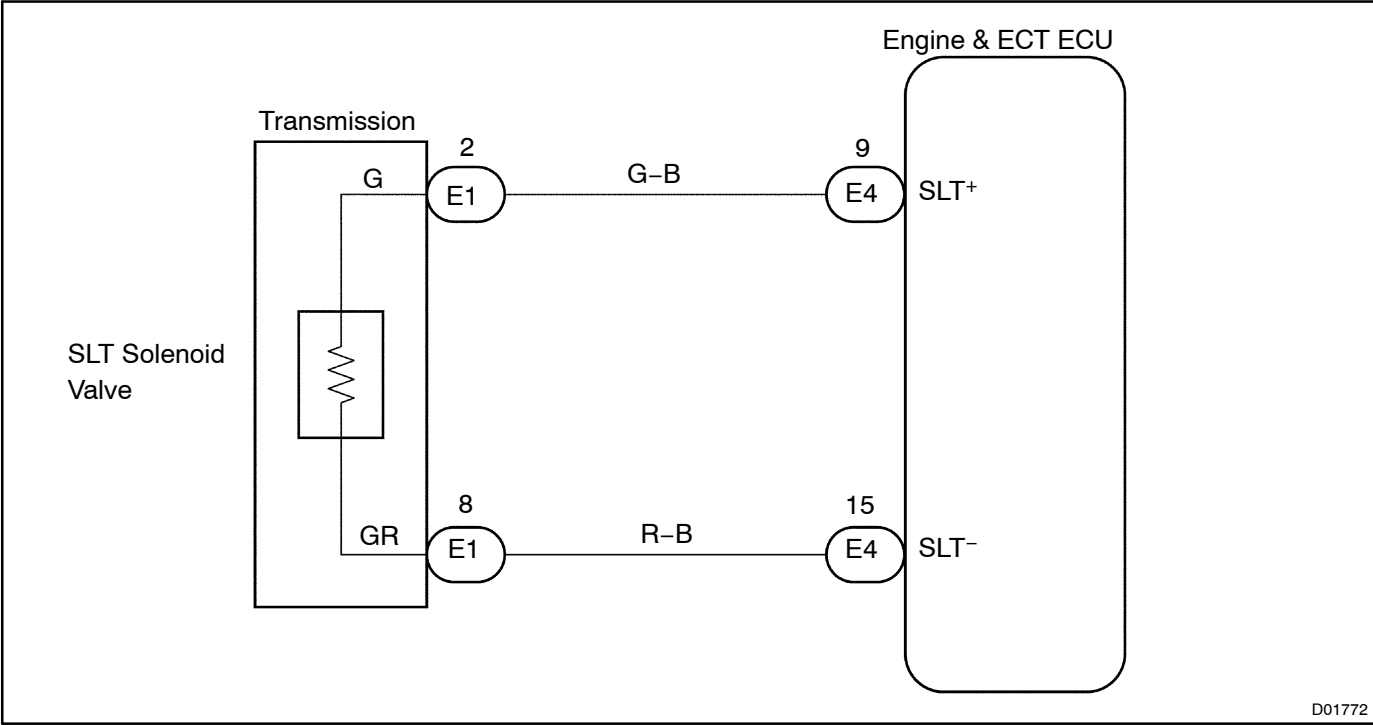 Engine & ECT ECU
Transmission
2
9
G
G−B
E1
E4
SLT+
SLT Solenoid
Valve
8
15
GR
R−B
E1
E4
SLT−
D01772